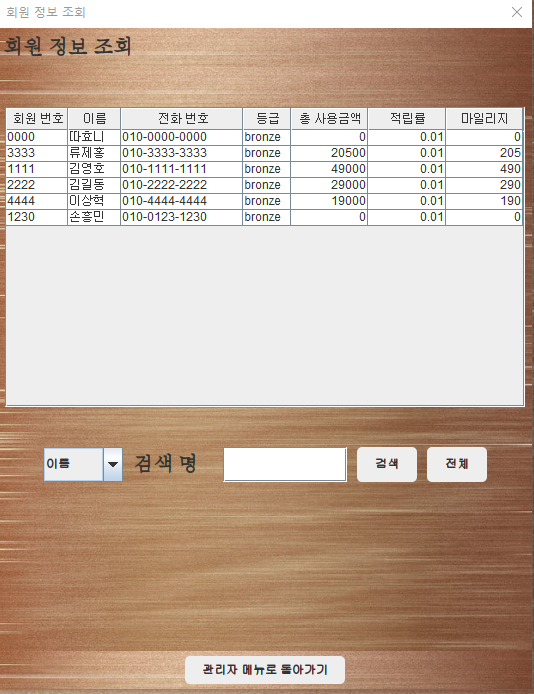 회원 정보 조회
회원 정보 조회
회원 번호 이름 전화 번호 등급 총 사용금액 적립률 마일리지
0000 따효니 010-0000-0000 bronze 0 0.01 0
3333 류제홍 010-3333-3333 bronze 20500 0.01 205
1111 김영호 010-1111-1111 bronze 49000 0.01 490
2222 김길동 010-2222-2222 bronze 29000 0.01 290
4444 이상혁 010-4444-4444 bronze 19000 0.01 190
1230 손흥민 010-0123-1230 bronze 0 0.01 0
이름 검색 명 검색 전체
관리자 메뉴로 돌아가기